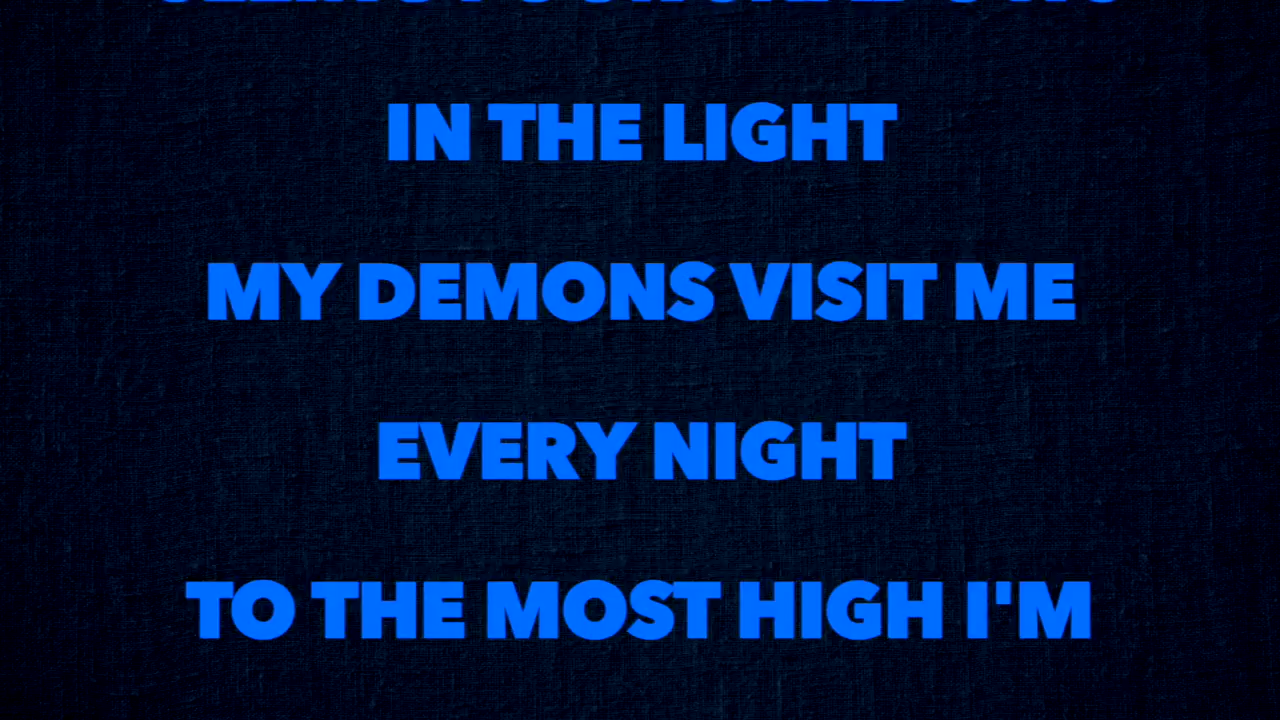 IN THE LIGHT
MY DEMONS VISIT ME
EVERY NIGHT
TO THE MOST HIGH I'M